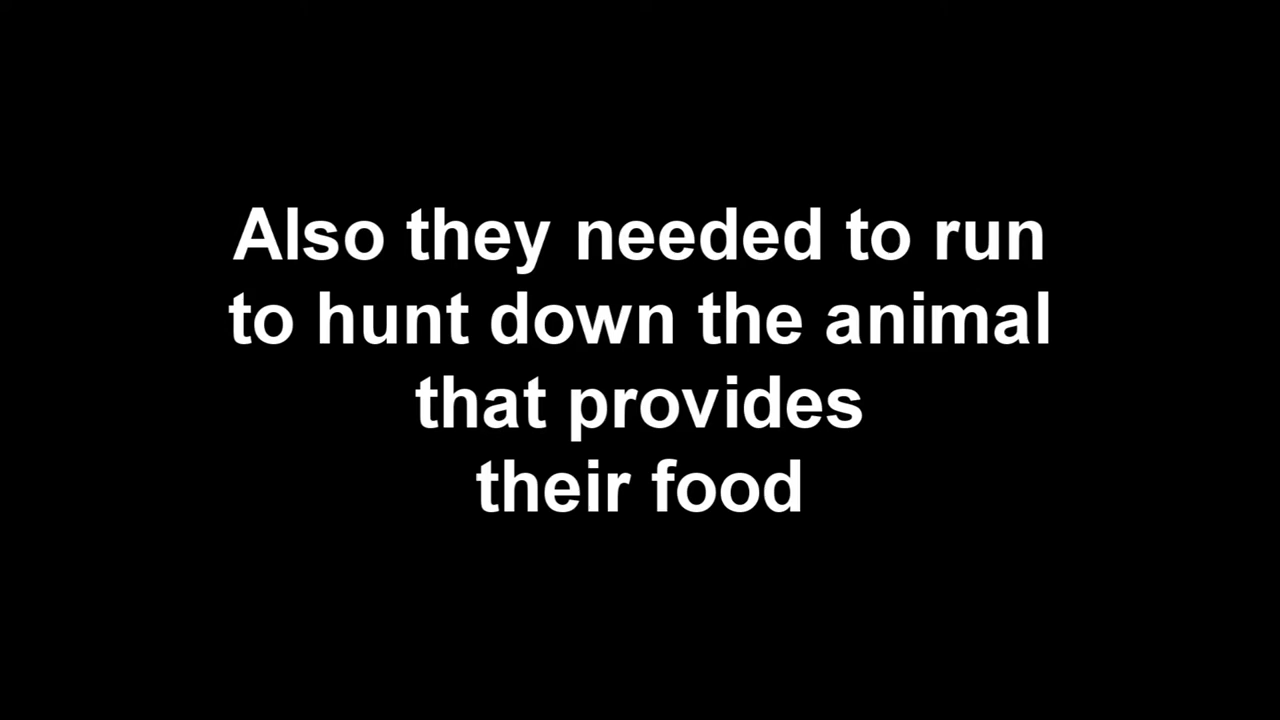 Also they needed to run
to hunt down the animal
that provides
their food